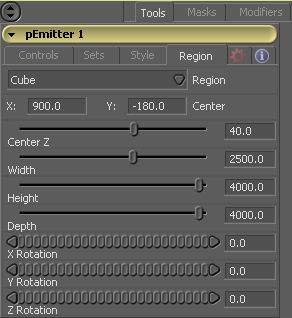 Tools Masks Modifiers
pEmitter 1
Controls Sets Style Region
Cube Region
X: 900.0 Y: -180.0 Center
40.0
Center Z
2500.0
Width
4000.0
Height
4000.0
Depth
0.0
X Rotation
0.0
Y Rotation
0.0
Z Rotation